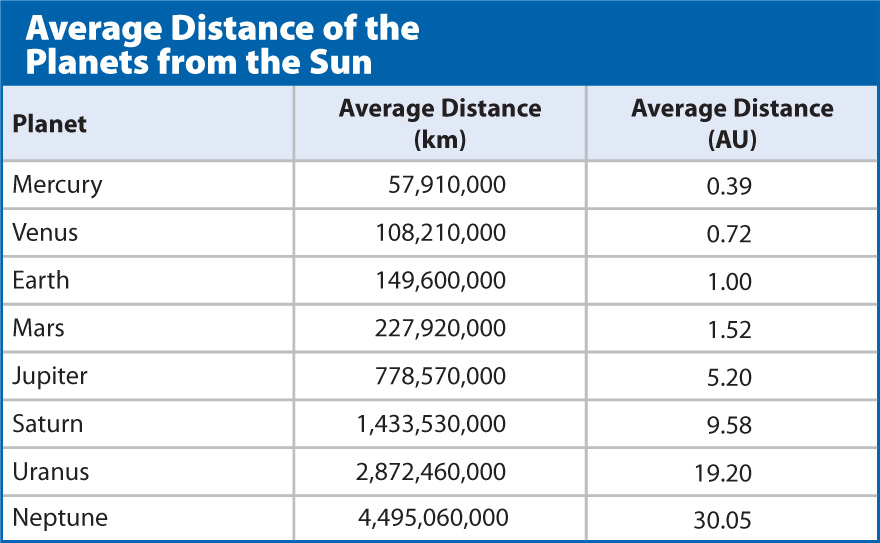 Average Distance of the
Planets from the Sun
Planet Average Distance (km) Average Distance (AU)
Mercury 57,910,000 0.39
Venus 108,210,000 0.72
Earth 149,600,000 1.00
Mars 227,920,000 1.52
Jupiter 778,570,000 5.20
Saturn 1,433,530,000 9.58
Uranus 2,872,460,000 19.20
Neptune 4,495,060,000 30.05